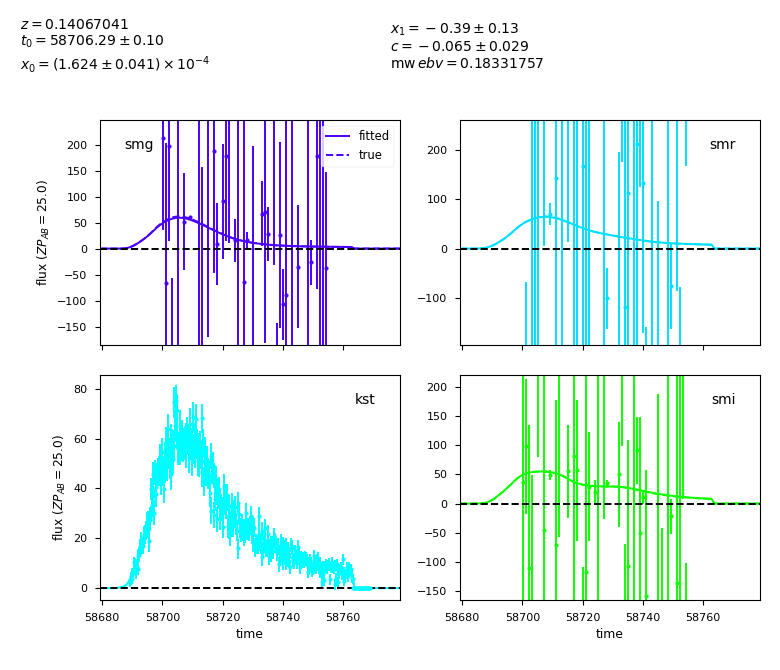 z = 0.14067041
t₀ = 58706.29 ± 0.10
x₀ = (1.624 ± 0.041) × 10⁻⁴
x₁ = −0.39 ± 0.13
c = −0.065 ± 0.029
mw ebv = 0.18331757
smg
fitted
true
200
150
100
50
0
−50
−100
−150
flux (ZP_AB = 25.0)
smr
200
100
0
−100
kst
80
60
40
20
0
flux (ZP_AB = 25.0)
58680 58700 58720 58740 58760
time
smi
200
150
100
50
0
−50
−100
−150
58680 58700 58720 58740 58760
time